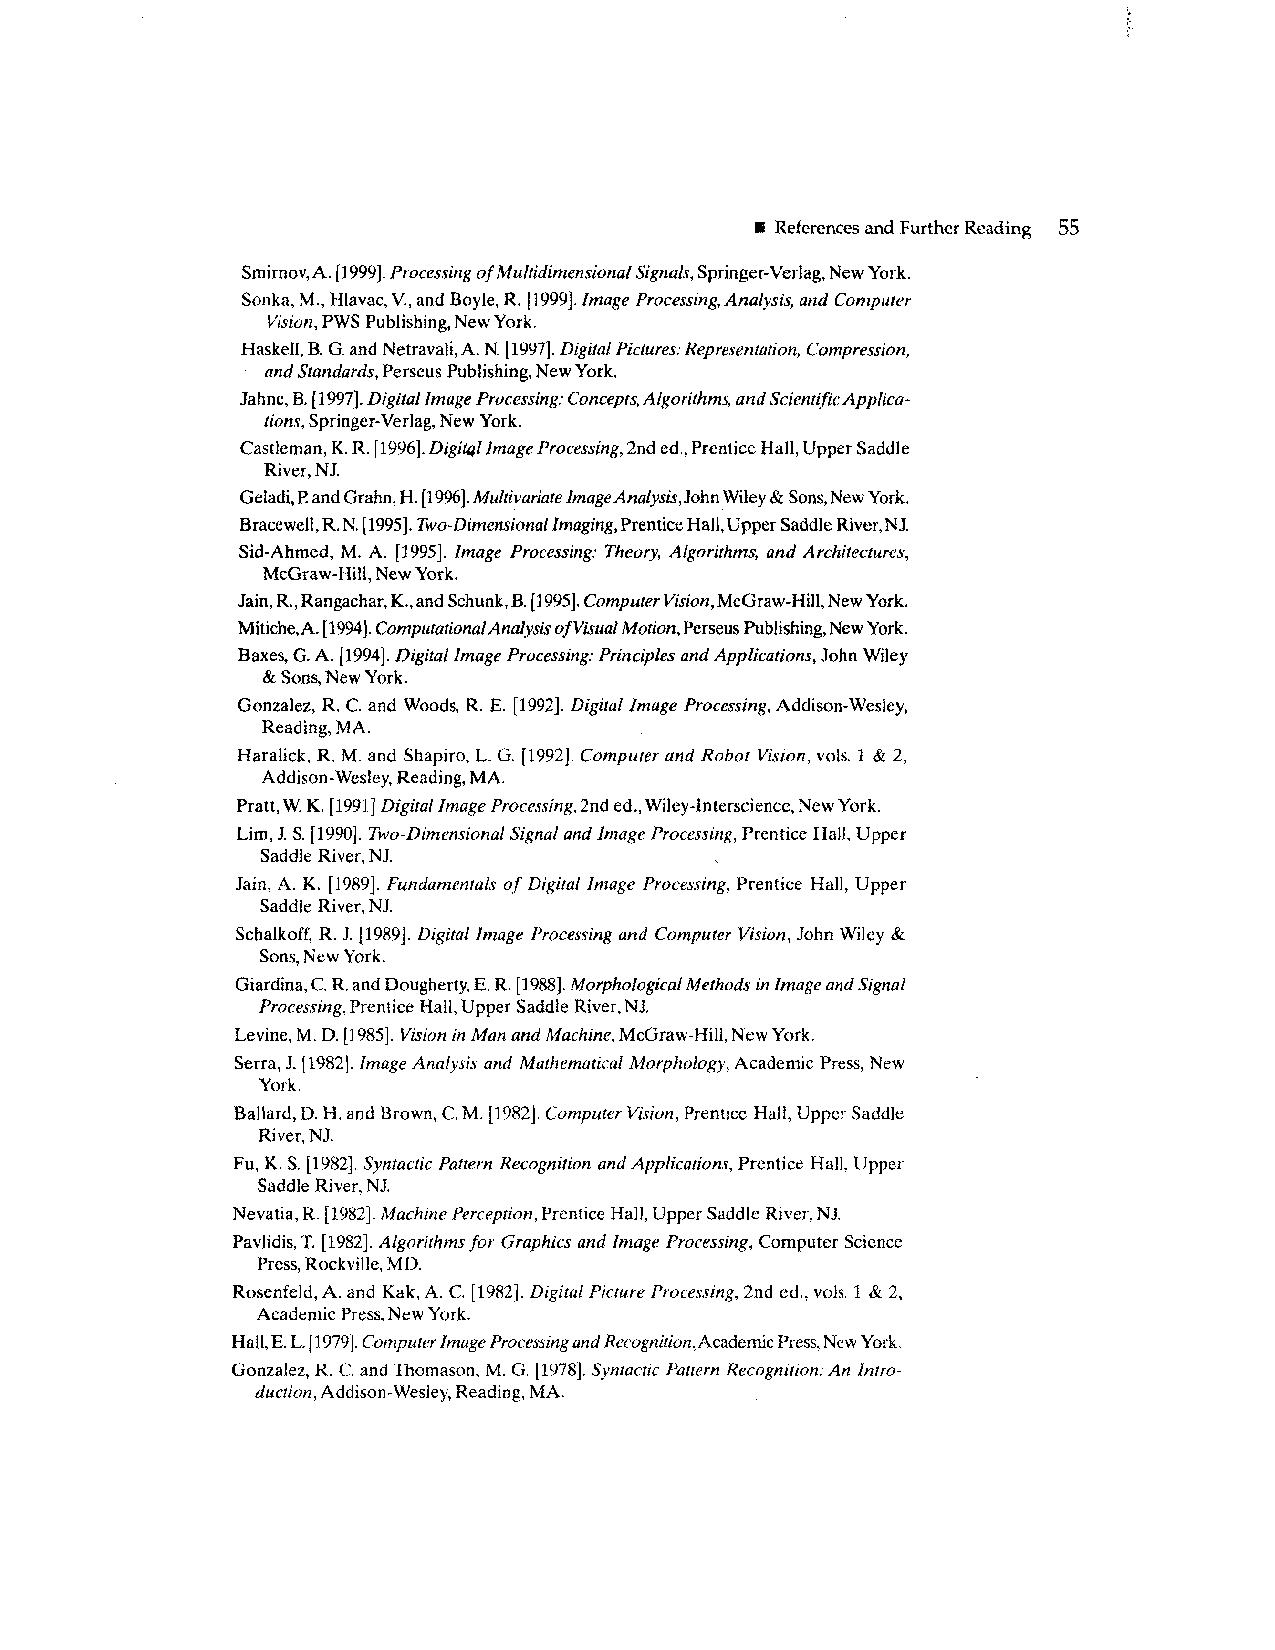 ■ References and Further Reading 55
Smirnov, A. [1999]. Processing of Multidimensional Signals, Springer-Verlag, New York.
Sonka, M., Hlavac, V., and Boyle, R. [1999]. Image Processing, Analysis, and Computer
Vision, PWS Publishing, New York.
Haskell, B. G. and Netravali, A. N. [1997]. Digital Pictures: Representation, Compression,
and Standards, Perseus Publishing, New York.
Jahne, B. [1997]. Digital Image Processing: Concepts, Algorithms, and Scientific Applica-
tions, Springer-Verlag, New York.
Castleman, K. R. [1996]. Digital Image Processing, 2nd ed., Prentice Hall, Upper Saddle
River, NJ.
Geladi, P. and Grahn, H. [1996]. Multivariate Image Analysis, John Wiley & Sons, New York.
Bracewell, R. N. [1995]. Two-Dimensional Imaging, Prentice Hall, Upper Saddle River, NJ.
Sid-Ahmed, M. A. [1995]. Image Processing: Theory, Algorithms, and Architectures,
McGraw-Hill, New York.
Jain, R., Rangachar, K., and Schunk, B. [1995]. Computer Vision, McGraw-Hill, New York.
Mitiche, A. [1994]. Computational Analysis of Visual Motion, Perseus Publishing, New York.
Baxes, G. A. [1994]. Digital Image Processing: Principles and Applications, John Wiley
& Sons, New York.
Gonzalez, R. C. and Woods, R. E. [1992]. Digital Image Processing, Addison-Wesley,
Reading, MA.
Haralick, R. M. and Shapiro, L. G. [1992]. Computer and Robot Vision, vols. 1 & 2,
Addison-Wesley, Reading, MA.
Pratt, W. K. [1991] Digital Image Processing, 2nd ed., Wiley-Interscience, New York.
Lim, J. S. [1990]. Two-Dimensional Signal and Image Processing, Prentice Hall, Upper
Saddle River, NJ.
Jain, A. K. [1989]. Fundamentals of Digital Image Processing, Prentice Hall, Upper
Saddle River, NJ.
Schalkoff, R. J. [1989]. Digital Image Processing and Computer Vision, John Wiley &
Sons, New York.
Giardina, C. R. and Dougherty, E. R. [1988]. Morphological Methods in Image and Signal
Processing, Prentice Hall, Upper Saddle River, NJ.
Levine, M. D. [1985]. Vision in Man and Machine, McGraw-Hill, New York.
Serra, J. [1982]. Image Analysis and Mathematical Morphology, Academic Press, New
York.
Ballard, D. H. and Brown, C. M. [1982]. Computer Vision, Prentice Hall, Upper Saddle
River, NJ.
Fu, K. S. [1982]. Syntactic Pattern Recognition and Applications, Prentice Hall, Upper
Saddle River, NJ.
Nevatia, R. [1982]. Machine Perception, Prentice Hall, Upper Saddle River, NJ.
Pavlidis, T. [1982]. Algorithms for Graphics and Image Processing, Computer Science
Press, Rockville, MD.
Rosenfeld, A. and Kak, A. C. [1982]. Digital Picture Processing, 2nd ed., vols. 1 & 2,
Academic Press, New York.
Hall, E. L. [1979]. Computer Image Processing and Recognition, Academic Press, New York.
Gonzalez, R. C. and Thomason, M. G. [1978]. Syntactic Pattern Recognition: An Intro-
duction, Addison-Wesley, Reading, MA.